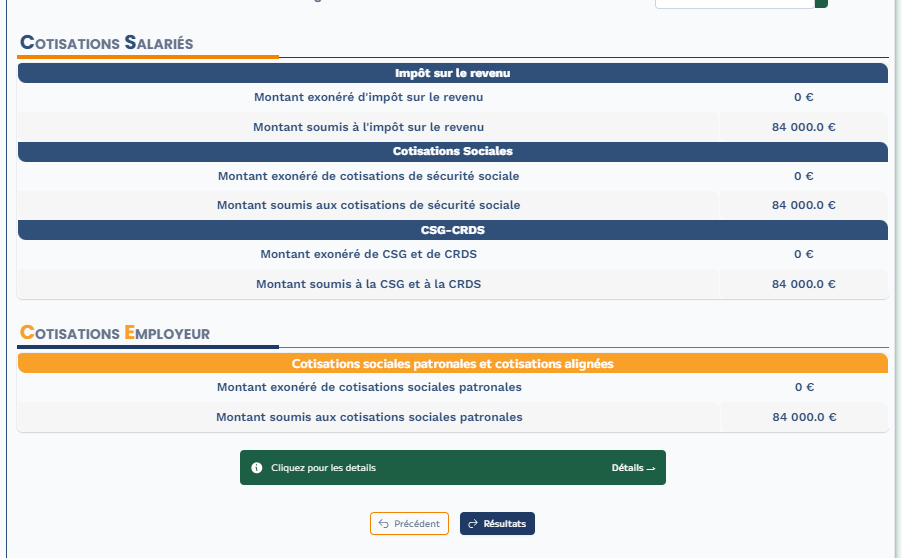 Cotisations Salariés
Impôt sur le revenu
Montant exonéré d'impôt sur le revenu 0 €
Montant soumis à l'impôt sur le revenu 84 000.0 €
Cotisations Sociales
Montant exonéré de cotisations de sécurité sociale 0 €
Montant soumis aux cotisations de sécurité sociale 84 000.0 €
CSG-CRDS
Montant exonéré de CSG et de CRDS 0 €
Montant soumis à la CSG et à la CRDS 84 000.0 €
Cotisations Employeur
Cotisations sociales patronales et cotisations alignées
Montant exonéré de cotisations sociales patronales 0 €
Montant soumis aux cotisations sociales patronales 84 000.0 €
Cliquez pour les details Détails
Précédent Résultats